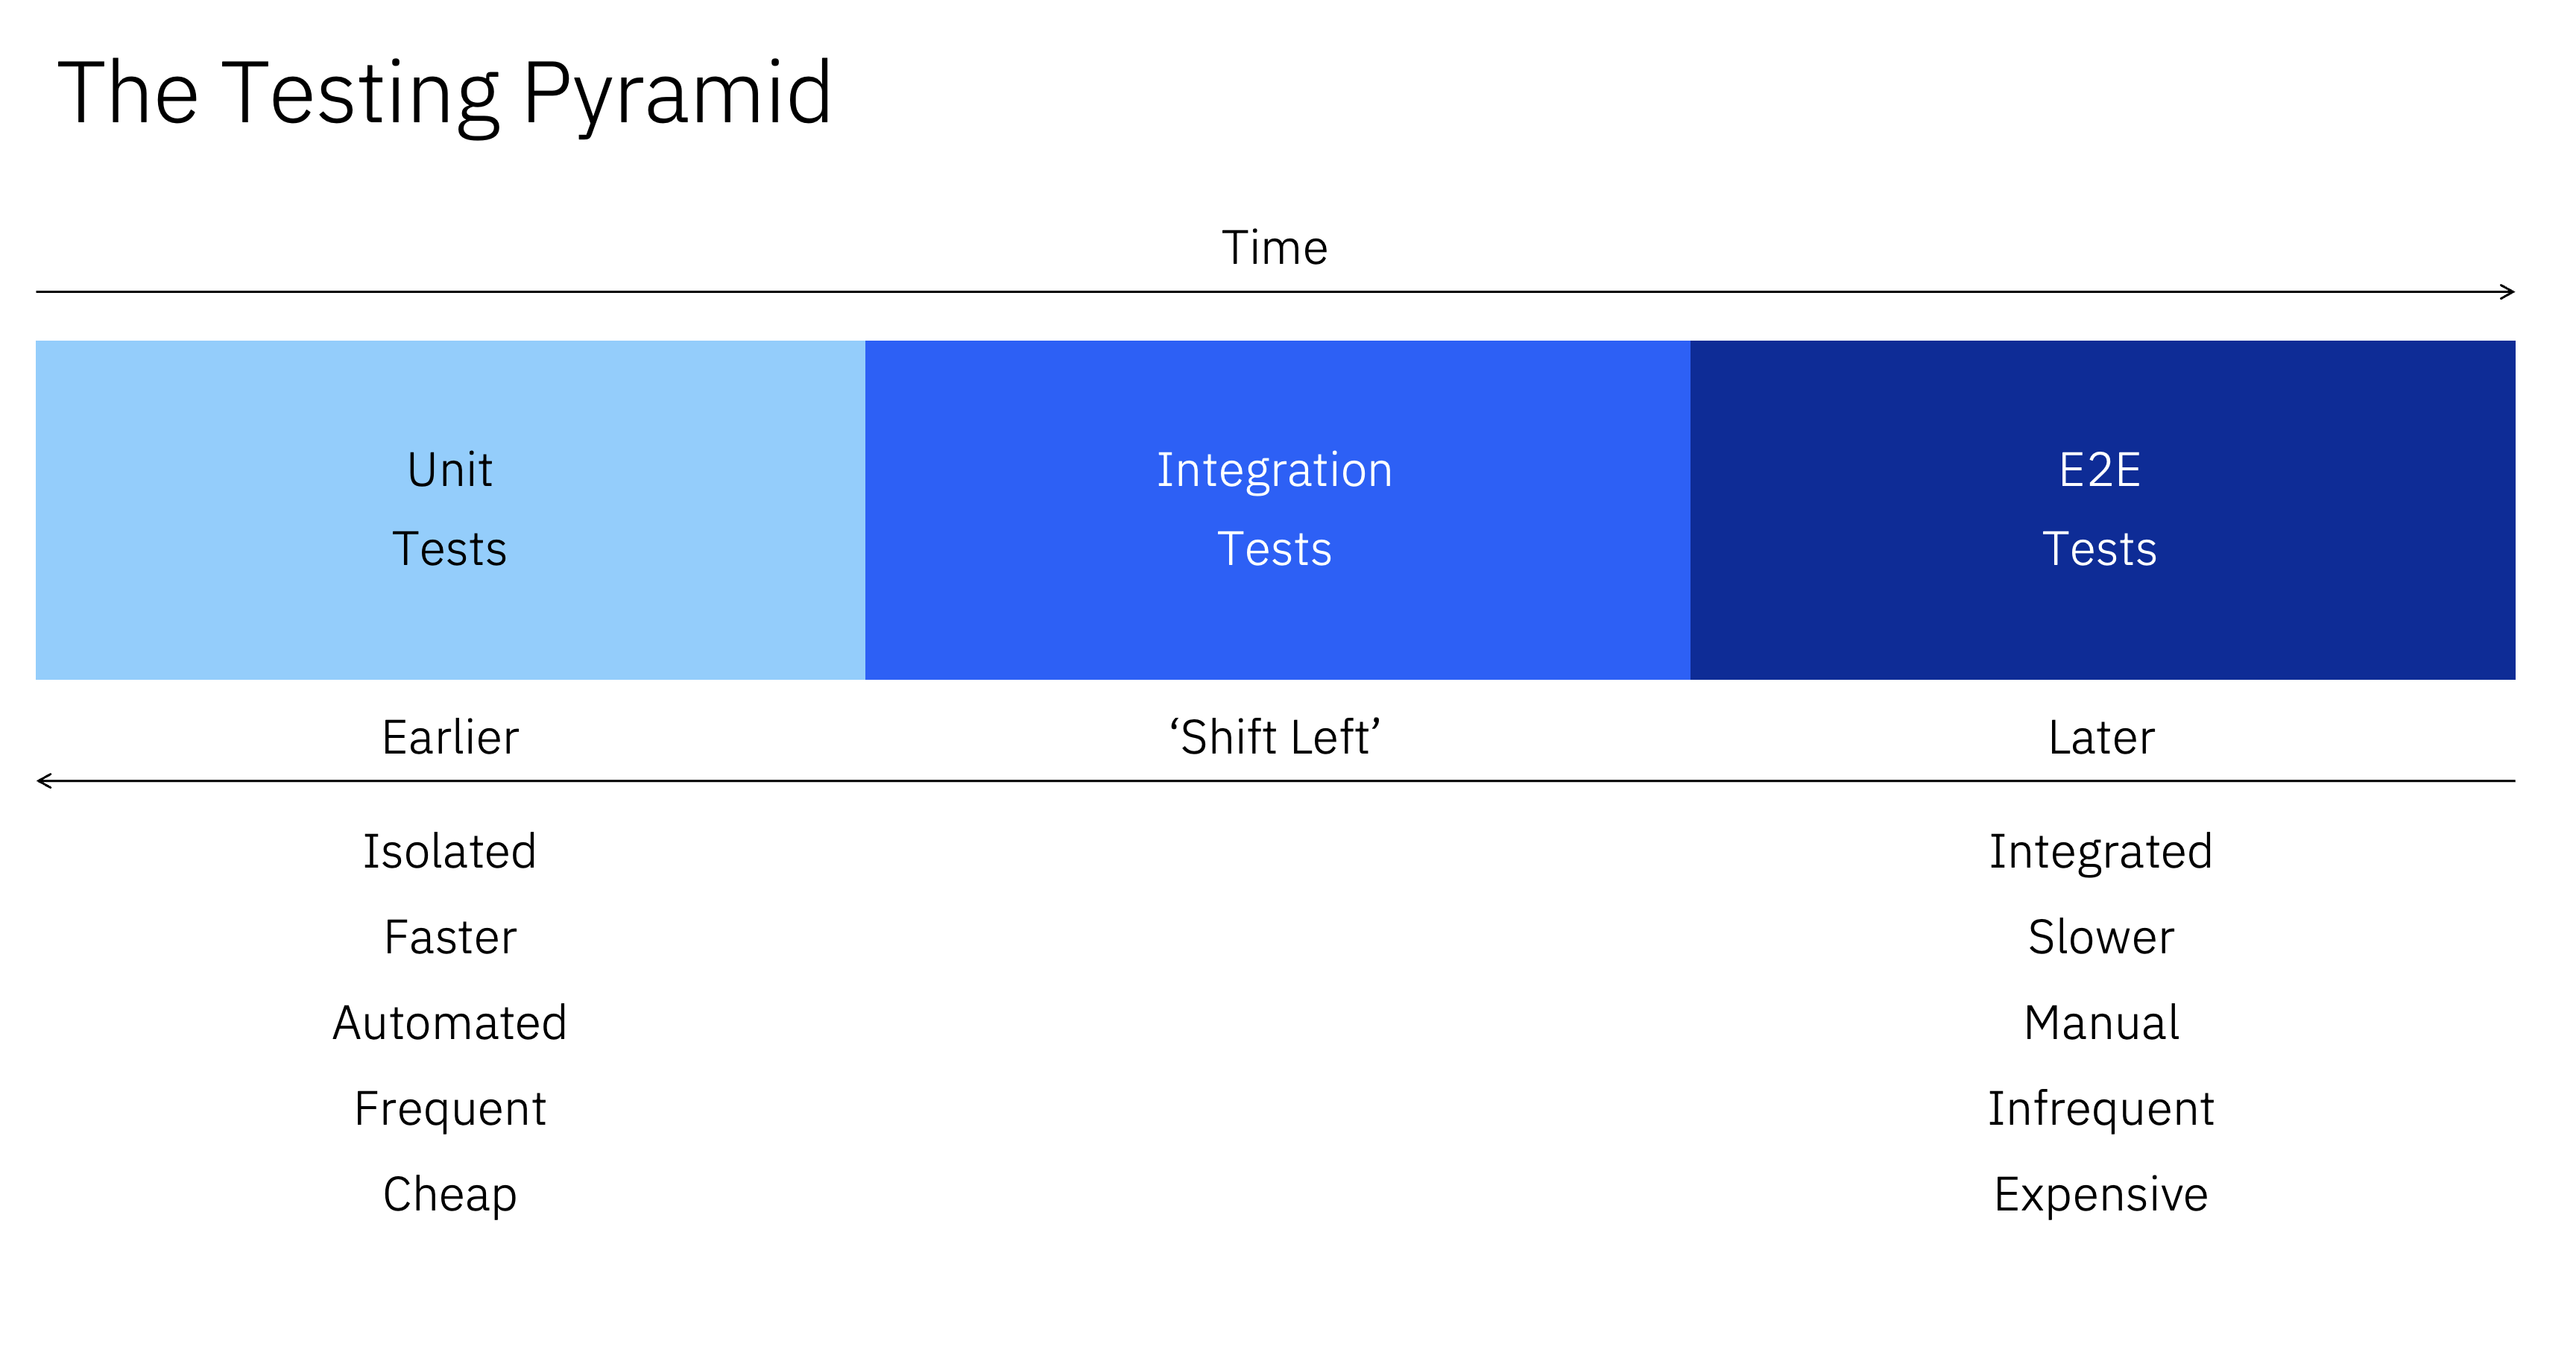 The Testing Pyramid
Time
Unit
Tests
Integration
Tests
E2E
Tests
Earlier
‘Shift Left’
Later
Isolated
Faster
Automated
Frequent
Cheap
Integrated
Slower
Manual
Infrequent
Expensive